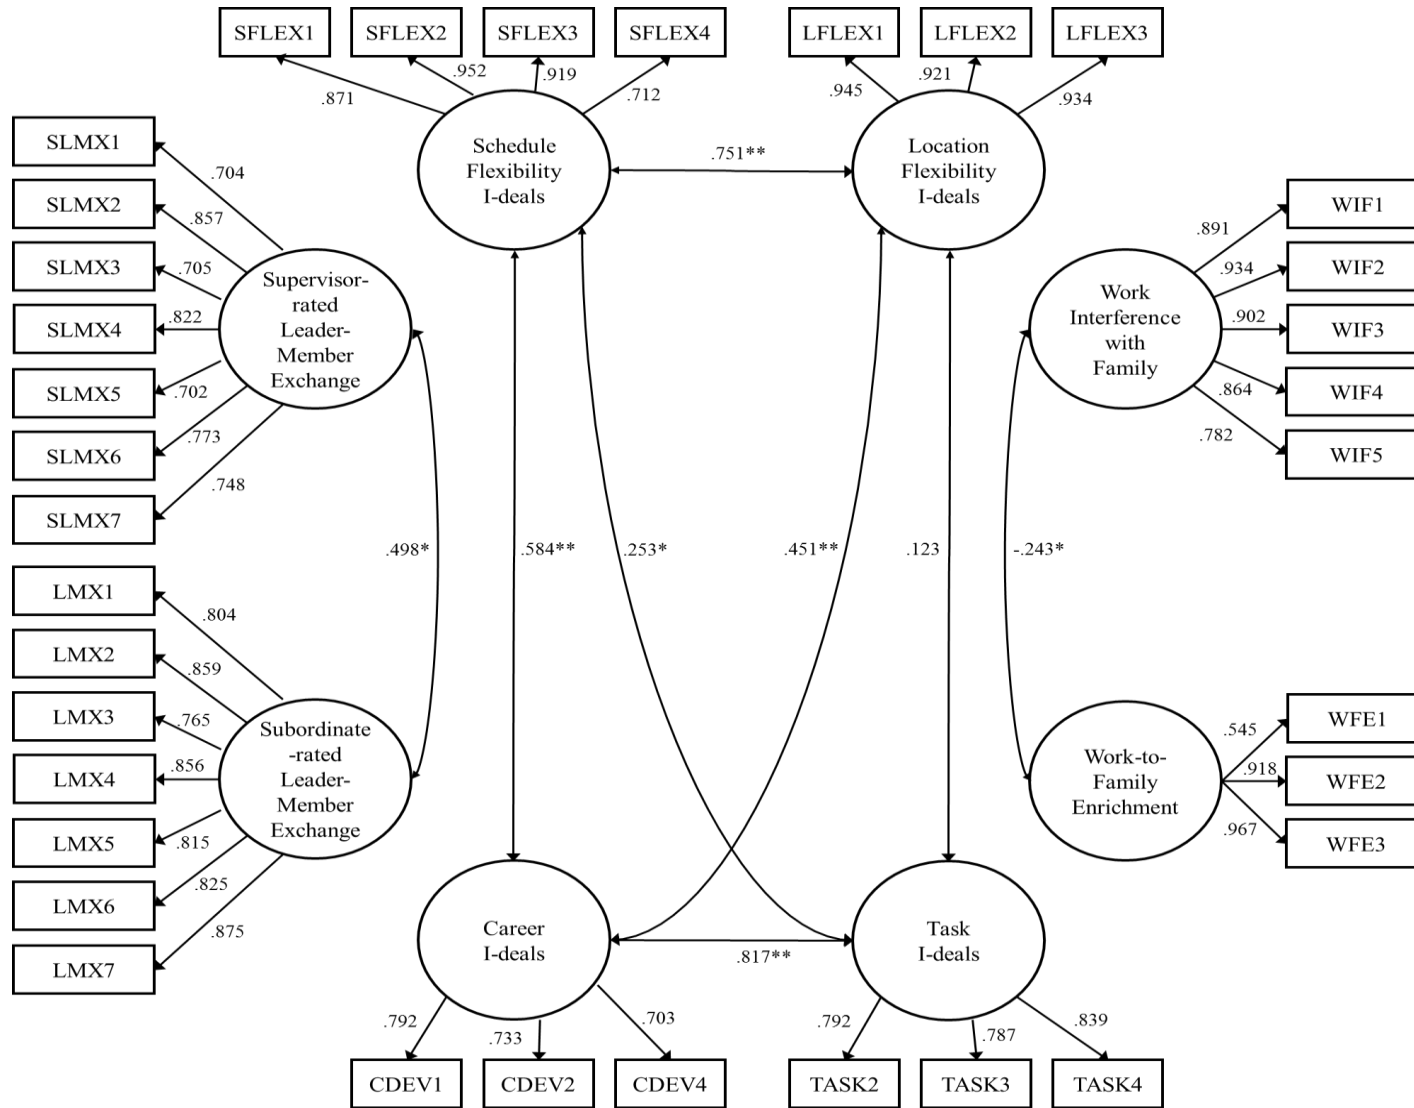 SFLEX1
SFLEX2
SFLEX3
SFLEX4
LFLEX1
LFLEX2
LFLEX3
.871
.952
.919
.712
.945
.921
.934
Schedule
Flexibility
I-deals
.751**
Location
Flexibility
I-deals
SLMX1
SLMX2
SLMX3
SLMX4
SLMX5
SLMX6
SLMX7
.704
.857
.705
.822
.702
.773
.748
Supervisor-
rated
Leader-
Member
Exchange
Work
Interference
with
Family
.891
.934
.902
.864
.782
WIF1
WIF2
WIF3
WIF4
WIF5
.498*
.584**
.253*
.451**
.123
-.243*
LMX1
LMX2
LMX3
LMX4
LMX5
LMX6
LMX7
.804
.859
.765
.856
.815
.825
.875
Subordinate
-rated
Leader-
Member
Exchange
Work-to-
Family
Enrichment
.545
.918
.967
WFE1
WFE2
WFE3
Career
I-deals
.817**
Task
I-deals
.792
.733
.703
.792
.787
.839
CDEV1
CDEV2
CDEV4
TASK2
TASK3
TASK4